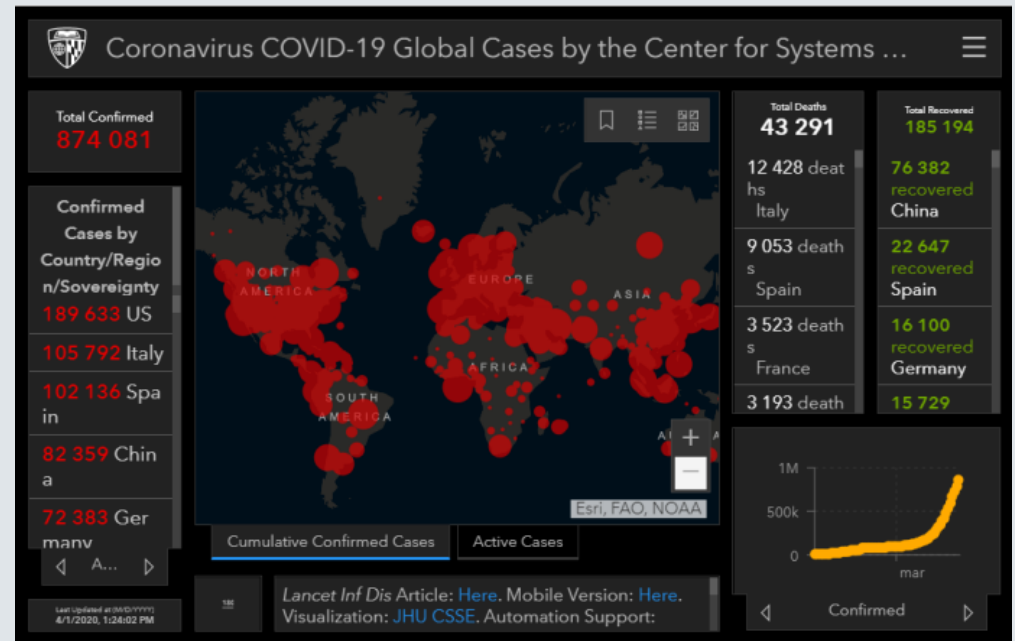 Coronavirus COVID-19 Global Cases by the Center for Systems ...
Total Confirmed
874 081
Confirmed
Cases by
Country/Regio
n/Sovereignty
189 633 US
105 792 Italy
102 136 Spa
in
82 359 Chin
a
72 383 Ger
many
A...
Last Updated at (M/D/YYYY)
4/1/2020, 1:24:02 PM
NORTH
AMERICA
SOUTH
AMERICA
EUROPE
AFRICA
ASIA
A
A
+
−
Esri, FAO, NOAA
Cumulative Confirmed Cases
Active Cases
Lancet Inf Dis Article: Here. Mobile Version: Here.
Visualization: JHU CSSE. Automation Support:
Total Deaths
43 291
12 428 deat
hs
Italy
9 053 death
s
Spain
3 523 death
s
France
3 193 death
Total Recovered
185 194
76 382
recovered
China
22 647
recovered
Spain
16 100
recovered
Germany
15 729
1M
500k
0
mar
Confirmed